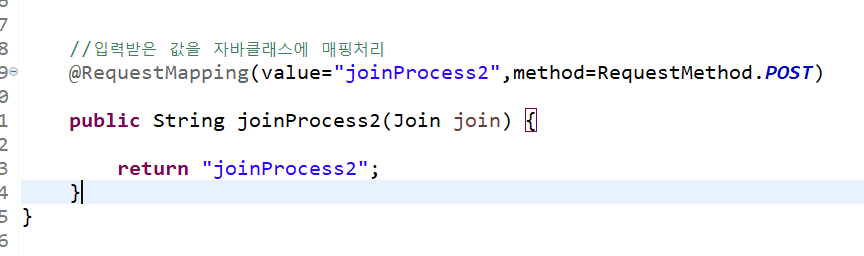 7
8 //입력받은 값을 자바클래스에 매핑처리
9 @RequestMapping(value="joinProcess2",method=RequestMethod.POST)
0
1 public String joinProcess2(Join join) {
2
3 return "joinProcess2";
4 }
5 }
6